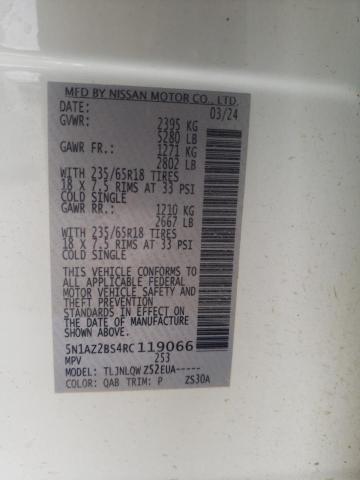 MFD BY NISSAN MOTOR CO., LTD.
DATE: 03/24
GVWR: 2395 KG
5280 LB
GAWR FR.: 1271 KG
2802 LB
WITH 235/65R18 TIRES
18 X 7.5 RIMS AT 33 PSI
COLD SINGLE
GAWR RR.: 1210 KG
2667 LB
WITH 235/65R18 TIRES
18 X 7.5 RIMS AT 33 PSI
COLD SINGLE
THIS VEHICLE CONFORMS TO
ALL APPLICABLE U.S. FEDERAL
MOTOR VEHICLE SAFETY AND
THEFT PREVENTION STANDARDS
IN EFFECT ON THE DATE OF
MANUFACTURE SHOWN ABOVE.
5N1AZ2BS4RC 119066
MPV 253
MODEL: TLJNLQW Z52EUA-----
COLOR: QAB TRIM: P ZS30A